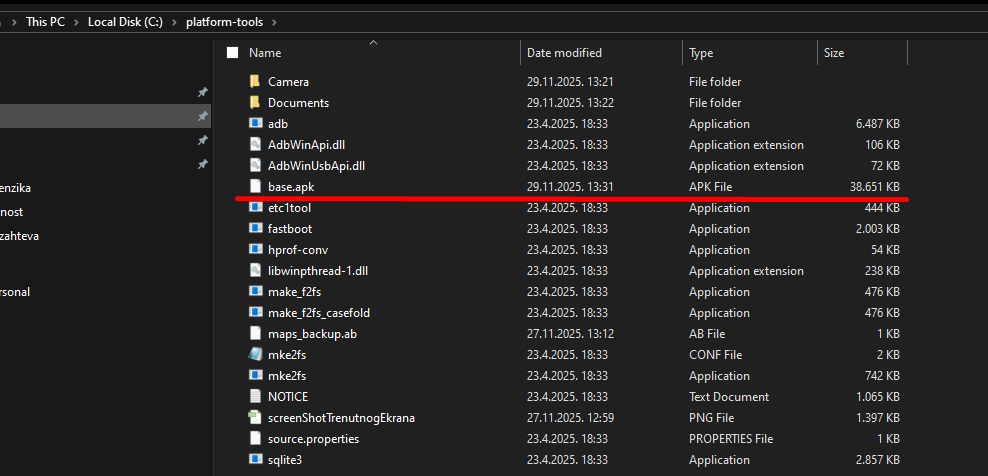 This PC > Local Disk (C:) > platform-tools >
Name Date modified Type Size
Camera 29.11.2025. 13:21 File folder
Documents 29.11.2025. 13:22 File folder
adb 23.4.2025. 18:33 Application 6.487 KB
AdbWinApi.dll 23.4.2025. 18:33 Application extension 106 KB
AdbWinUsbApi.dll 23.4.2025. 18:33 Application extension 72 KB
base.apk 29.11.2025. 13:31 APK File 38.651 KB
enzika
etc1tool 23.4.2025. 18:33 Application 444 KB
nost
fastboot 23.4.2025. 18:33 Application 2.003 KB
zahteva
hprof-conv 23.4.2025. 18:33 Application 54 KB
libwinpthread-1.dll 23.4.2025. 18:33 Application extension 238 KB
rsonal
make_f2fs 23.4.2025. 18:33 Application 476 KB
make_f2fs_casefold 23.4.2025. 18:33 Application 476 KB
maps_backup.ab 27.11.2025. 13:12 AB File 1 KB
mke2fs 23.4.2025. 18:33 CONF File 2 KB
mke2fs 23.4.2025. 18:33 Application 742 KB
NOTICE 23.4.2025. 18:33 Text Document 1.065 KB
screenShotTrenutnogEkrana 27.11.2025. 12:59 PNG File 1.397 KB
source.properties 23.4.2025. 18:33 PROPERTIES File 1 KB
sqlite3 23.4.2025. 18:33 Application 2.857 KB